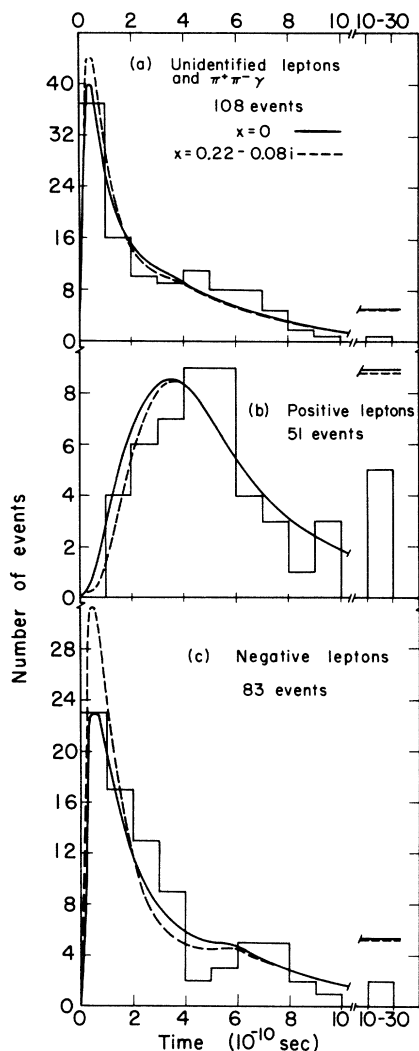 0 2 4 6 8 10 10-30
(a) Unidentified leptons
and π⁺π⁻γ
108 events
x=0
x=0.22-0.08i
40
32
24
16
8
0
(b) Positive leptons
51 events
8
6
4
2
0
(c) Negative leptons
83 events
28
24
20
16
12
8
4
0
Number of events
0 2 4 6 8 10 10-30
Time (10⁻¹⁰ sec)